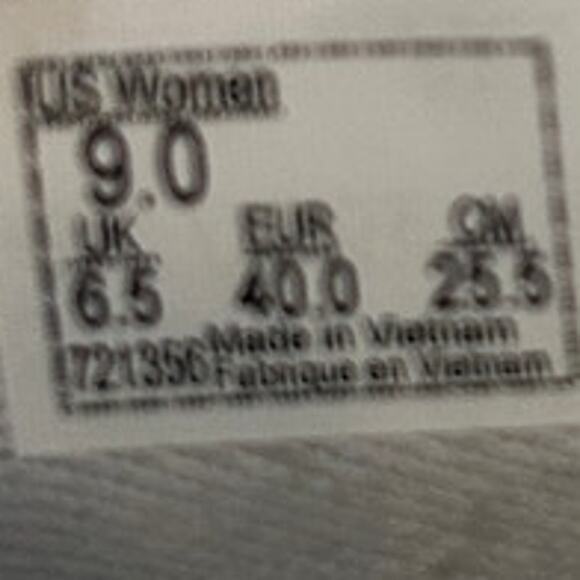 US Women
9.0
UK EUR CM
6.5 40.0 25.5
721356 Made in Vietnam
Fabriqué en Vietnam